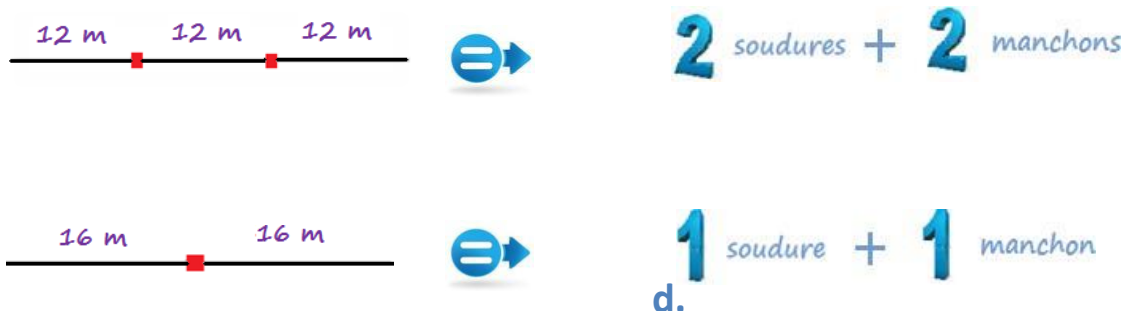 12 m 12 m 12 m
2 soudures + 2 manchons
16 m 16 m
1 soudure + 1 manchon
d.